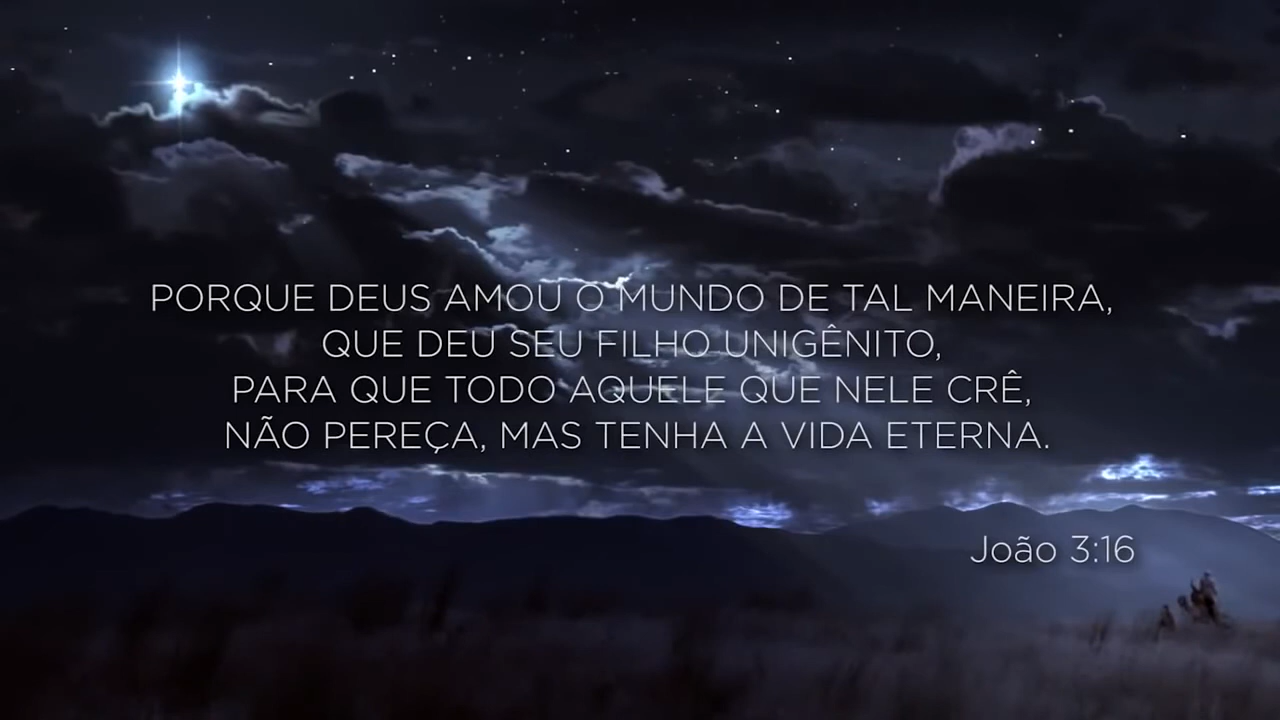 PORQUE DEUS AMOU O MUNDO DE TAL MANEIRA,
QUE DEU SEU FILHO UNIGÊNITO,
PARA QUE TODO AQUELE QUE NELE CRÊ,
NÃO PEREÇA, MAS TENHA A VIDA ETERNA.
João 3:16